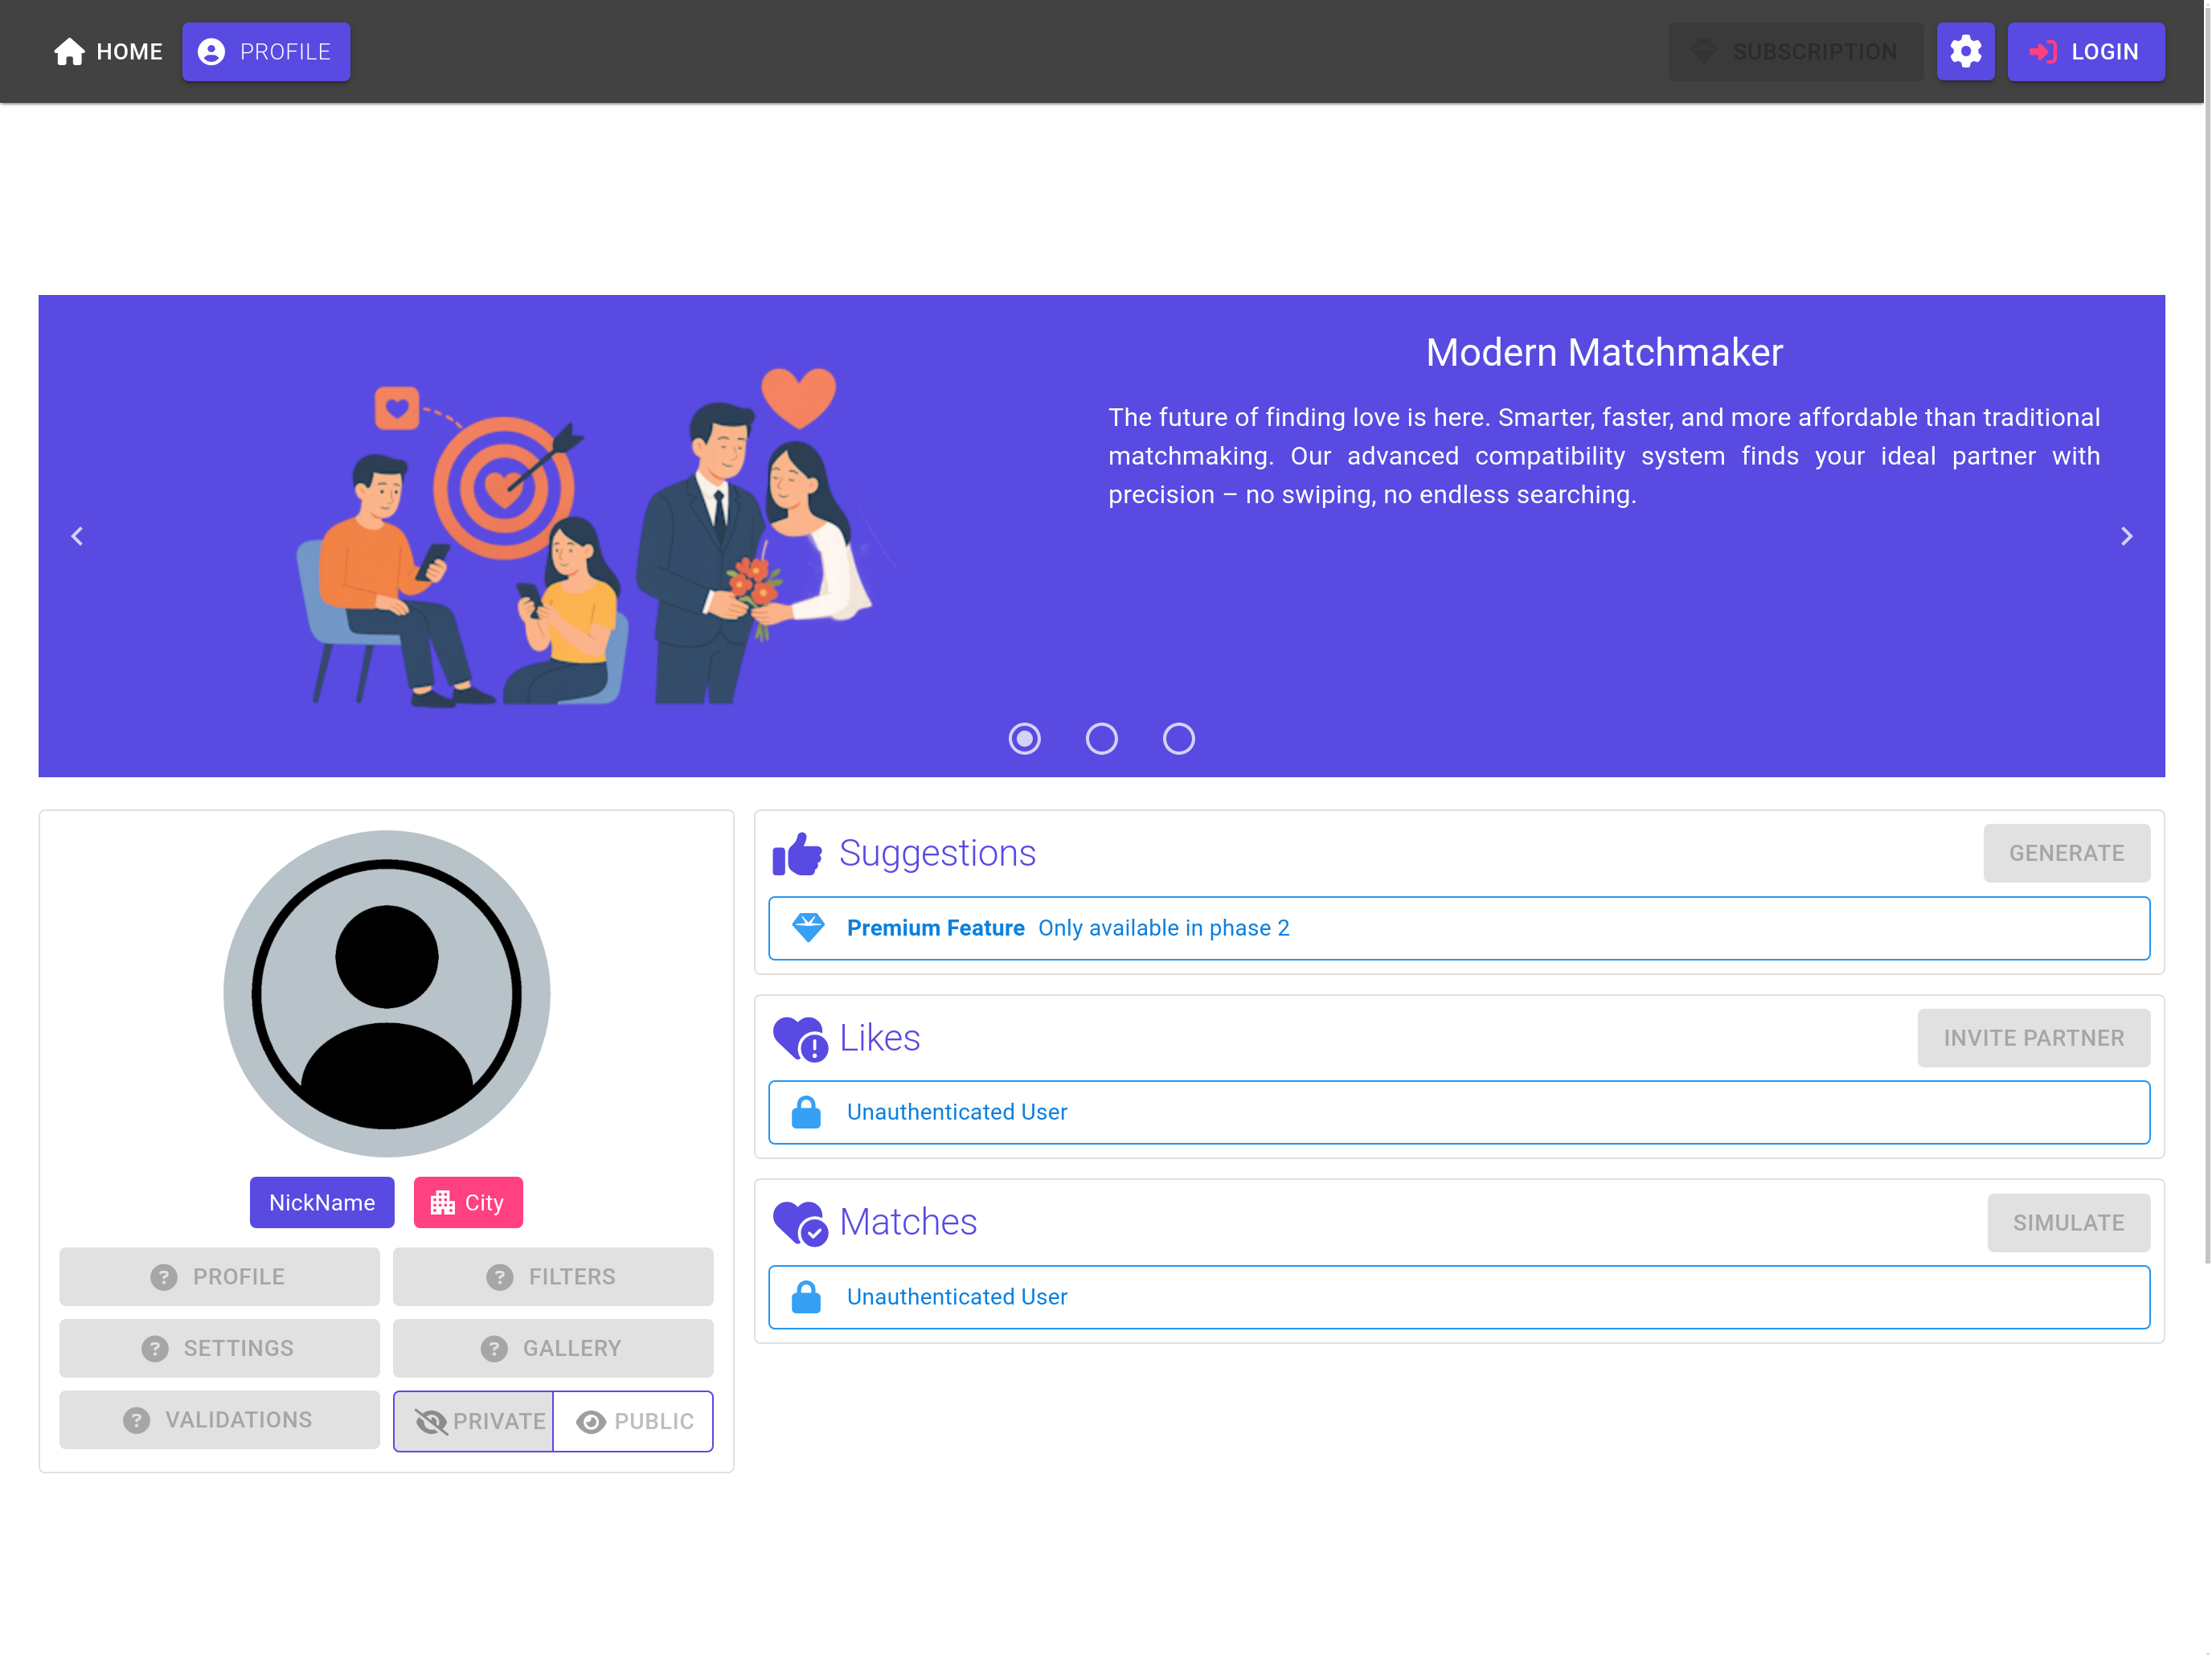 HOME
PROFILE
SUBSCRIPTION
LOGIN
Modern Matchmaker
The future of finding love is here. Smarter, faster, and more affordable than traditional
matchmaking. Our advanced compatibility system finds your ideal partner with
precision – no swiping, no endless searching.
NickName
City
PROFILE
FILTERS
SETTINGS
GALLERY
VALIDATIONS
PRIVATE
PUBLIC
Suggestions
GENERATE
Premium Feature Only available in phase 2
Likes
INVITE PARTNER
Unauthenticated User
Matches
SIMULATE
Unauthenticated User